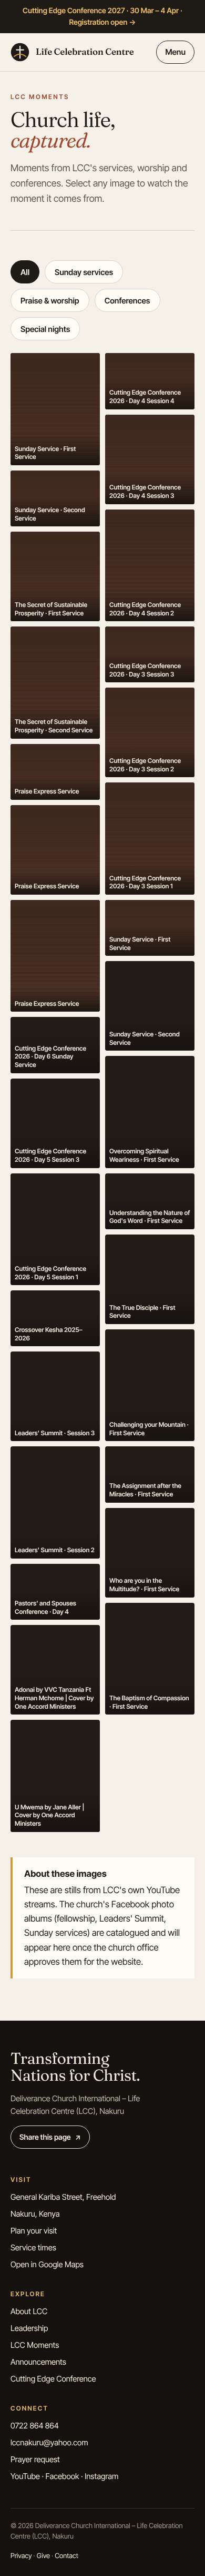 Cutting Edge Conference 2027 · 30 Mar – 4 Apr ·
Registration open →
Life Celebration Centre
Menu
LCC MOMENTS
Church life,
captured.
Moments from LCC's services, worship and
conferences. Select any image to watch the
moment it comes from.
All
Sunday services
Praise & worship
Conferences
Special nights
Sunday Service · First
Service
Sunday Service · Second
Service
The Secret of Sustainable
Prosperity · First Service
The Secret of Sustainable
Prosperity · Second Service
Praise Express Service
Praise Express Service
Praise Express Service
Cutting Edge Conference
2026 · Day 6 Sunday
Service
Cutting Edge Conference
2026 · Day 5 Session 3
Cutting Edge Conference
2026 · Day 5 Session 1
Crossover Kesha 2025–
2026
Leaders' Summit · Session 3
Leaders' Summit · Session 2
Pastors' and Spouses
Conference · Day 4
Adonai by VVC Tanzania Ft
Herman Mchome | Cover by
One Accord Ministers
U Mwema by Jane Aller |
Cover by One Accord
Ministers
Cutting Edge Conference
2026 · Day 4 Session 4
Cutting Edge Conference
2026 · Day 4 Session 3
Cutting Edge Conference
2026 · Day 4 Session 2
Cutting Edge Conference
2026 · Day 3 Session 3
Cutting Edge Conference
2026 · Day 3 Session 2
Cutting Edge Conference
2026 · Day 3 Session 1
Sunday Service · First
Service
Sunday Service · Second
Service
Overcoming Spiritual
Weariness · First Service
Understanding the Nature of
God's Word · First Service
The True Disciple · First
Service
Challenging your Mountain ·
First Service
The Assignment after the
Miracles · First Service
Who are you in the
Multitude? · First Service
The Baptism of Compassion
· First Service
About these images
These are stills from LCC's own YouTube
streams. The church's Facebook photo
albums (fellowship, Leaders' Summit,
Sunday services) are catalogued and will
appear here once the church office
approves them for the website.
Transforming
Nations for Christ.
Deliverance Church International – Life
Celebration Centre (LCC), Nakuru
Share this page ↗
VISIT
General Kariba Street, Freehold
Nakuru, Kenya
Plan your visit
Service times
Open in Google Maps
EXPLORE
About LCC
Leadership
LCC Moments
Announcements
Cutting Edge Conference
CONNECT
0722 864 864
lccnakuru@yahoo.com
Prayer request
YouTube · Facebook · Instagram
© 2026 Deliverance Church International – Life Celebration
Centre (LCC), Nakuru
Privacy · Give · Contact